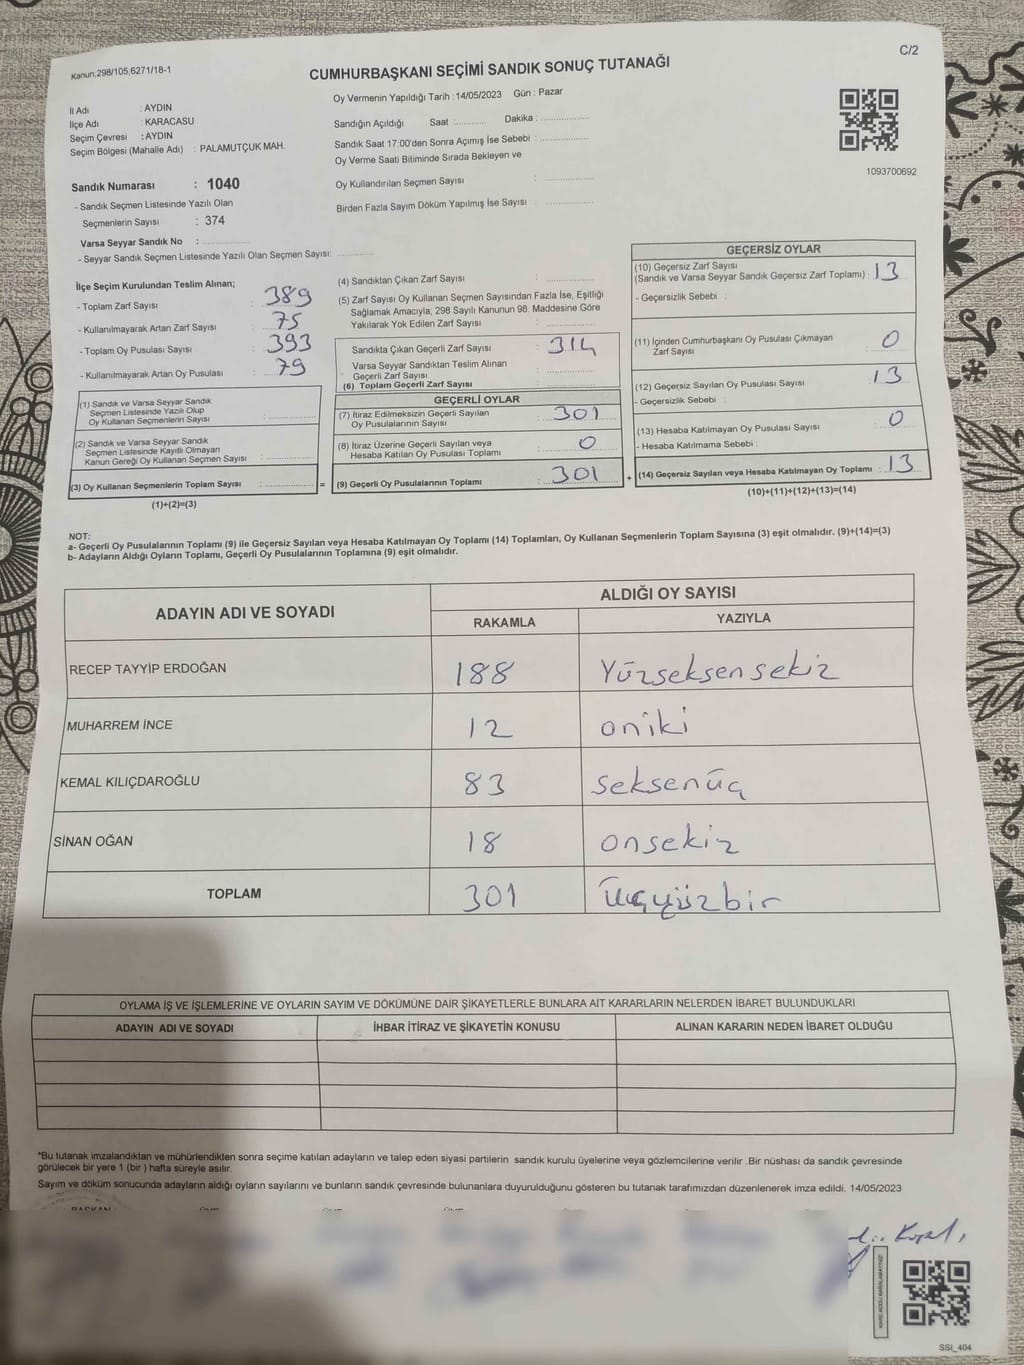 Kanun,298/105,6271/18-1
C/2
CUMHURBAŞKANI SEÇİMİ SANDIK SONUÇ TUTANAĞI
Oy Vermenin Yapıldığı Tarih : 14/05/2023 Gün : Pazar
İl Adı : AYDIN
İlçe Adı : KARACASU
Seçim Çevresi : AYDIN
Seçim Bölgesi (Mahalle Adı) : PALAMUTÇUK MAH.
Sandığın Açıldığı Saat :............ Dakika :................
Sandık Saat 17:00'den Sonra Açımış İse Sebebi :................
Oy Verme Saati Bitiminde Sırada Bekleyen ve
Oy Kullandırılan Seçmen Sayısı :................
Birden Fazla Sayım Döküm Yapılmış İse Sayısı :................
1093700692
Sandık Numarası : 1040
- Sandık Seçmen Listesinde Yazılı Olan
Seçmenlerin Sayısı : 374
Varsa Seyyar Sandık No :................
- Seyyar Sandık Seçmen Listesinde Yazılı Olan Seçmen Sayısı: ............
İlçe Seçim Kurulundan Teslim Alınan;
- Toplam Zarf Sayısı : 389
- Kullanılmayarak Artan Zarf Sayısı : 75
- Toplam Oy Pusulası Sayısı : 393
- Kullanılmayarak Artan Oy Pusulası : 79
(1) Sandık ve Varsa Seyyar Sandık
Seçmen Listesinde Yazılı Olup
Oy Kullanan Seçmenlerin Sayısı :................
(2) Sandık ve Varsa Seyyar Sandık
Seçmen Listesinde Kayıtlı Olmayan
Kanun Gereği Oy Kullanan Seçmen Sayısı :................
(3) Oy Kullanan Seçmenlerin Toplam Sayısı :................ =
(1)+(2)=(3)
(4) Sandıktan Çıkan Zarf Sayısı :................
(5) Zarf Sayısı Oy Kullanan Seçmen Sayısından Fazla İse, Eşitliği
Sağlamak Amacıyla; 298 Sayılı Kanunun 98. Maddesine Göre
Yakılarak Yok Edilen Zarf Sayısı :................
Sandıkta Çıkan Geçerli Zarf Sayısı : 314
Varsa Seyyar Sandıktan Teslim Alınan
Geçerli Zarf Sayısı :................
(6) Toplam Geçerli Zarf Sayısı :................
GEÇERLİ OYLAR
(7) İtiraz Edilmeksizin Geçerli Sayılan
Oy Pusulalarının Sayısı : 301
(8) İtiraz Üzerine Geçerli Sayılan veya
Hesaba Katılan Oy Pusulası Toplamı : 0
(9) Geçerli Oy Pusulalarının Toplamı : 301 +
GEÇERSİZ OYLAR
(10) Geçersiz Zarf Sayısı
(Sandık ve Varsa Seyyar Sandık Geçersiz Zarf Toplamı) : 13
- Geçersizlik Sebebi :
(11) İçinden Cumhurbaşkanı Oy Pusulası Çıkmayan
Zarf Sayısı : 0
(12) Geçersiz Sayılan Oy Pusulası Sayısı : 13
- Geçersizlik Sebebi :
(13) Hesaba Katılmayan Oy Pusulası Sayısı : 0
- Hesaba Katılmama Sebebi :
(14) Geçersiz Sayılan veya Hesaba Katılmayan Oy Toplamı : 13
(10)+(11)+(12)+(13)=(14)
NOT:
a- Geçerli Oy Pusulalarının Toplamı (9) ile Geçersiz Sayılan veya Hesaba Katılmayan Oy Toplamı (14) Toplamları, Oy Kullanan Seçmenlerin Toplam Sayısına (3) eşit olmalıdır. (9)+(14)=(3)
b- Adayların Aldığı Oyların Toplamı, Geçerli Oy Pusulalarının Toplamına (9) eşit olmalıdır.
ADAYIN ADI VE SOYADI ALDIĞI OY SAYISI
RAKAMLA YAZIYLA
RECEP TAYYİP ERDOĞAN 188 Yüzseksensekiz
MUHARREM İNCE 12 oniki
KEMAL KILIÇDAROĞLU 83 Seksenüç
SİNAN OĞAN 18 Onsekiz
TOPLAM 301 Üçyüzbir
OYLAMA İŞ VE İŞLEMLERİNE VE OYLARIN SAYIM VE DÖKÜMÜNE DAİR ŞİKAYETLERLE BUNLARA AİT KARARLARIN NELERDEN İBARET BULUNDUKLARI
ADAYIN ADI VE SOYADI İHBAR İTİRAZ VE ŞİKAYETİN KONUSU ALINAN KARARIN NEDEN İBARET OLDUĞU
*Bu tutanak imzalandıktan ve mühürlendikten sonra seçime katılan adayların ve talep eden siyasi partilerin sandık kurulu üyelerine veya gözlemcilerine verilir .Bir nüshası da sandık çevresinde
görülecek bir yere 1 (bir ) hafta süreyle asılır.
Sayım ve döküm sonucunda adayların aldığı oyların sayılarını ve bunların sandık çevresinde bulunanlara duyurulduğunu gösteren bu tutanak tarafımızdan düzenlenerek imza edildi. 14/05/2023
BAŞKAN
SSI_404